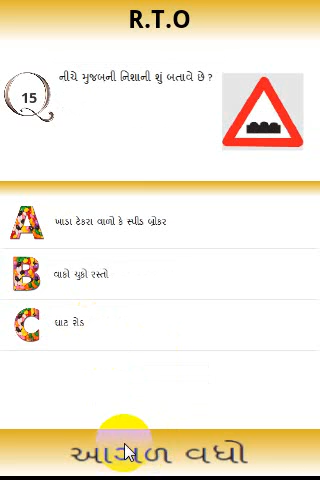 R.T.O
નીચે મુજબની નિશાની શું બતાવે છે ?
Q 15
A ખાડા ટેકરા વાળો કે સ્પીડ બ્રેકર
B વાકો ચુકો રસ્તો
C ઘાટ રોડ
આગળ વધો